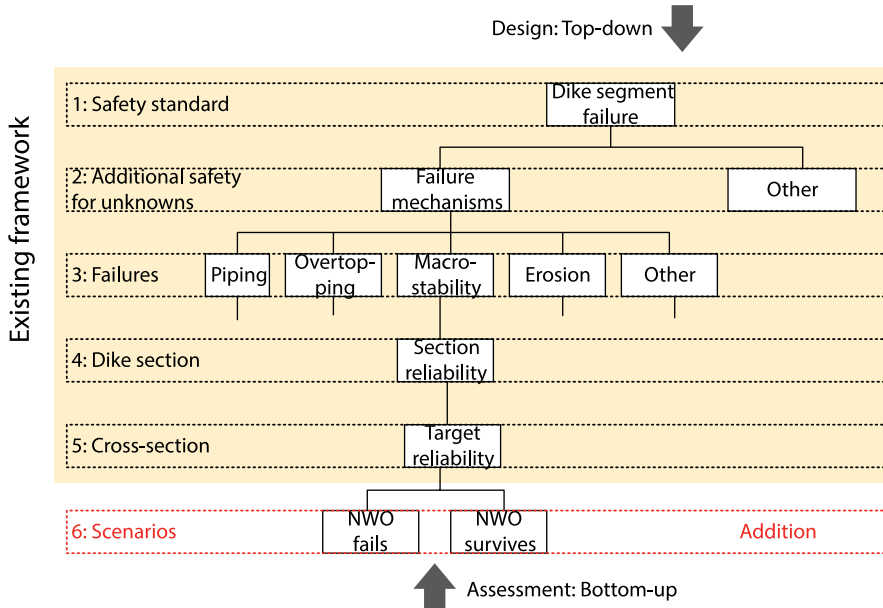 Design: Top-down
Existing framework
1: Safety standard
Dike segment
failure
2: Additional safety
for unknowns
Failure
mechanisms
Other
3: Failures
Piping
Overtop-
ping
Macro-
stability
Erosion
Other
4: Dike section
Section
reliability
5: Cross-section
Target
reliability
6: Scenarios
NWO
fails
NWO
survives
Addition
Assessment: Bottom-up